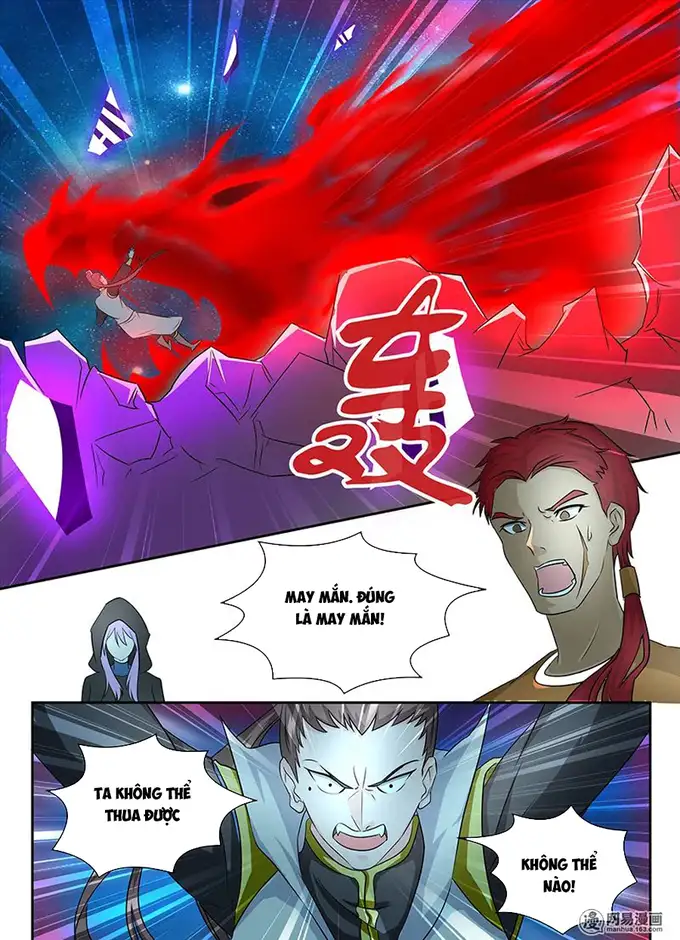 轰
MAY MẮN. ĐÚNG
LÀ MAY MẮN!
TA KHÔNG THỂ
THUA ĐƯỢC
KHÔNG THỂ
NÀO!
网易漫画
manhua.163.com